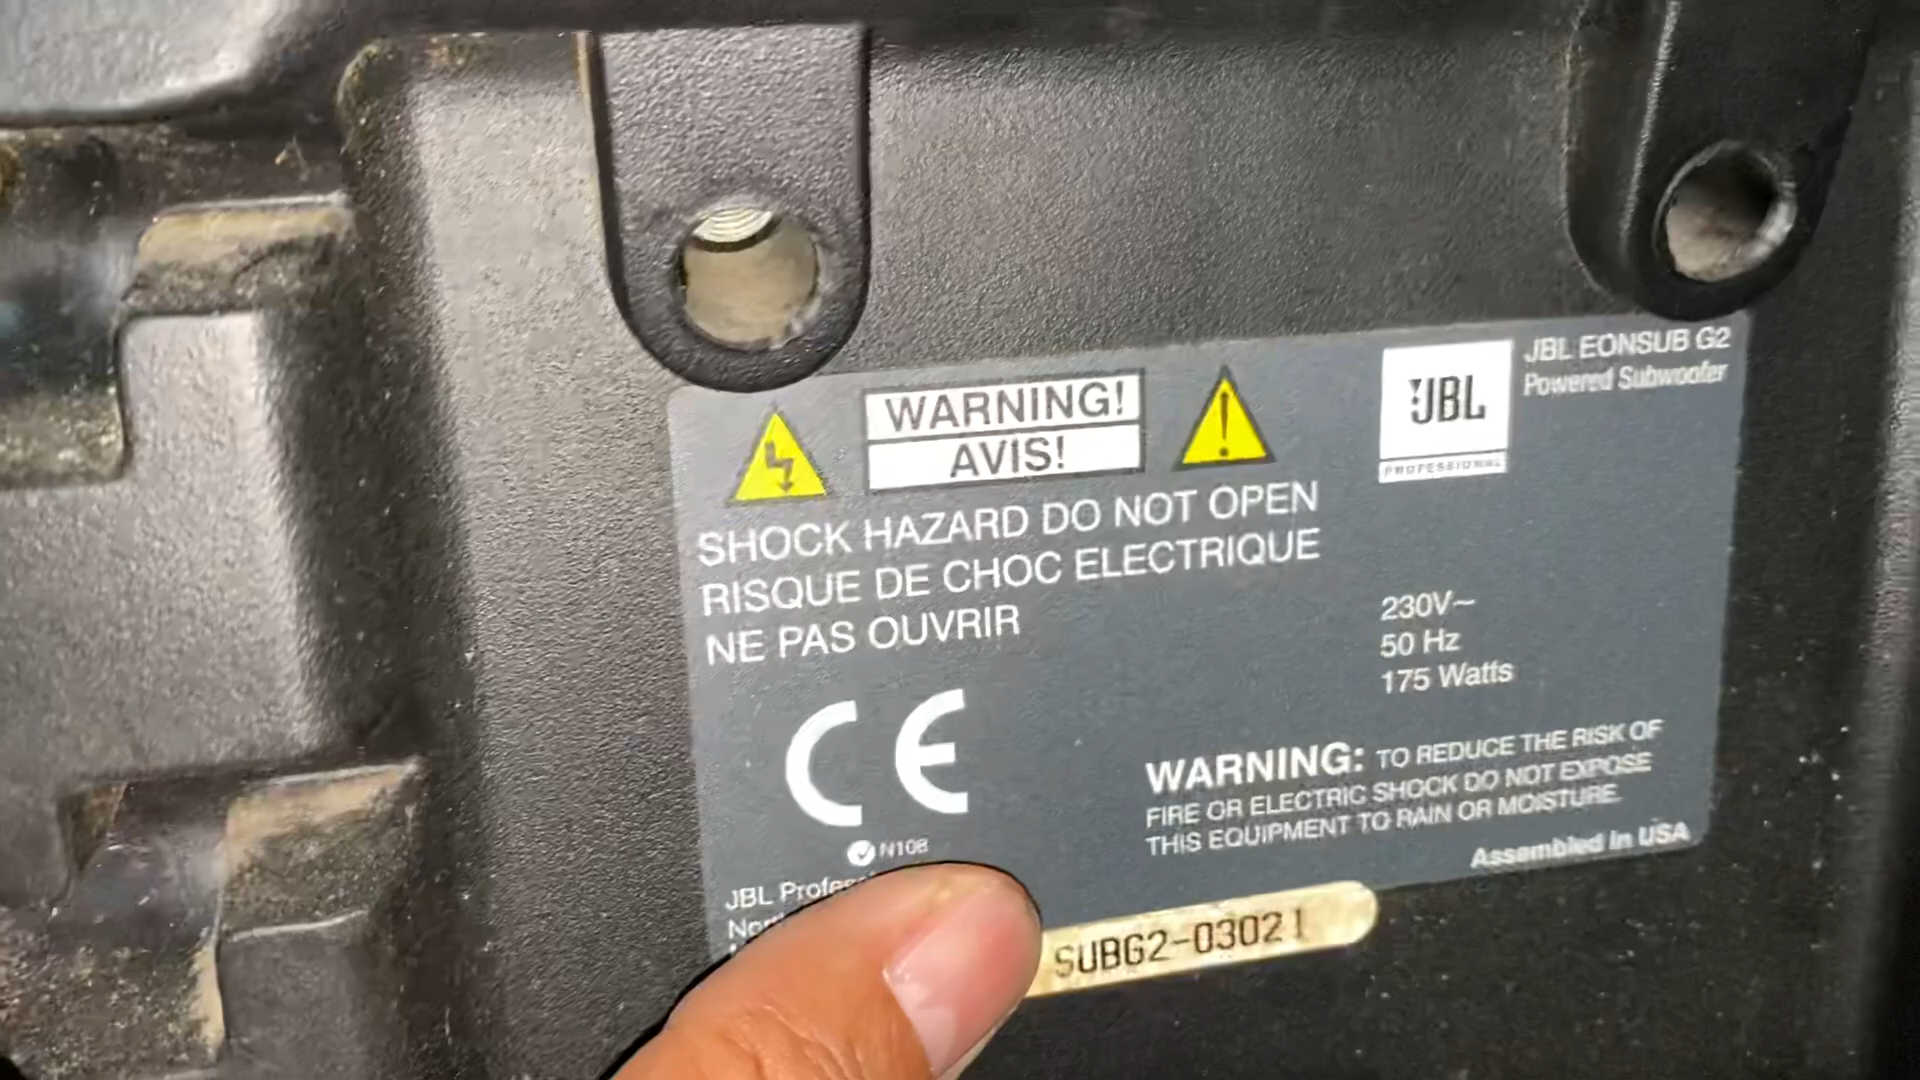 WARNING!
AVIS!
SHOCK HAZARD DO NOT OPEN
RISQUE DE CHOC ELECTRIQUE
NE PAS OUVRIR
N108
JBL
JBL
PROFESSIONAL
JBL EONSUB G2
Powered Subwoofer
230V~
50 Hz
175 Watts
WARNING: TO REDUCE THE RISK OF
FIRE OR ELECTRIC SHOCK DO NOT EXPOSE
THIS EQUIPMENT TO RAIN OR MOISTURE.
Assembled in USA
SUBG2-03021